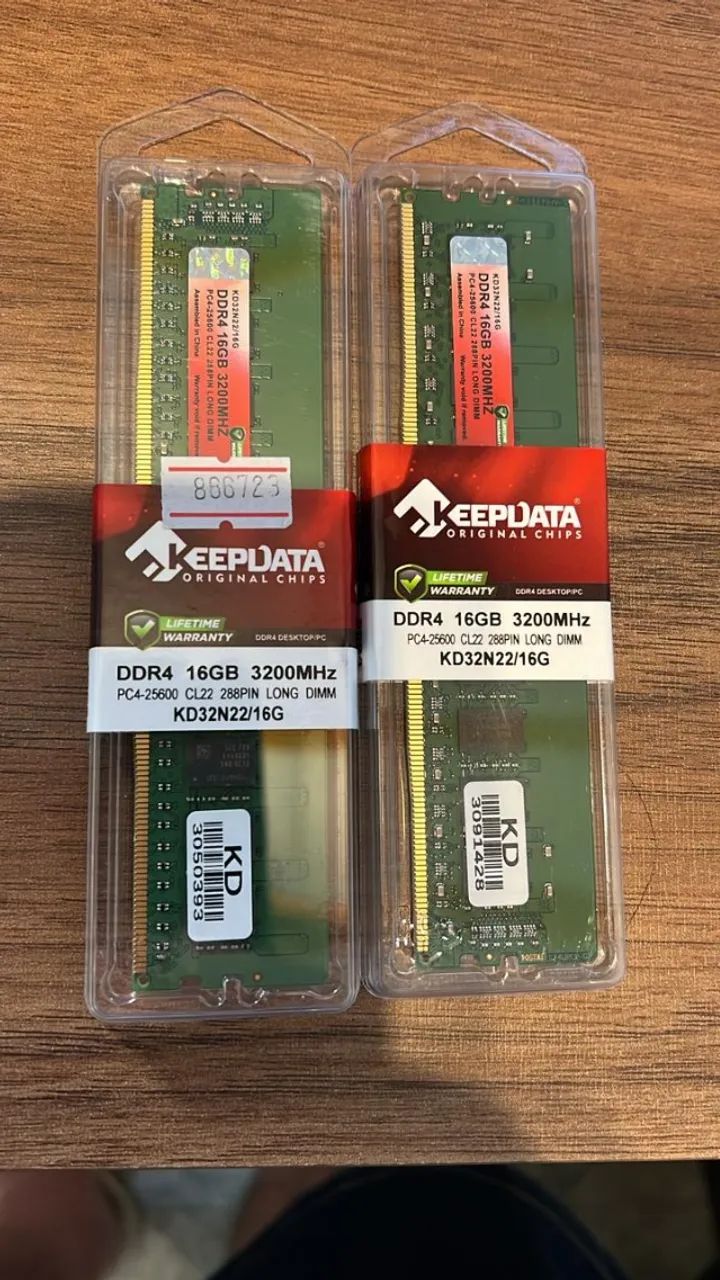 KD32N22/16G
DDR4 16GB 3200MHZ
PC4-25600 CL22 288PIN LONG DIMM
Assembled in China Warranty void if removed
866723
KEEPDATA
ORIGINAL CHIPS
LIFETIME
WARRANTY
DDR4 DESKTOP/PC
DDR4 16GB 3200MHz
PC4-25600 CL22 288PIN LONG DIMM
KD32N22/16G
KD
3050393
KD32N22/16G
DDR4 16GB 3200MHZ
PC4-25600 CL22 288PIN LONG DIMM
Assembled in China Warranty void if removed.
KEEPDATA®
ORIGINAL CHIPS
LIFETIME
WARRANTY
DDR4 DESKTOP/PC
DDR4 16GB 3200MHz
PC4-25600 CL22 288PIN LONG DIMM
KD32N22/16G
KD
3091428